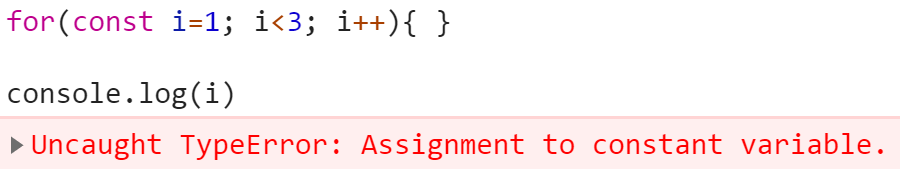 for(const i=1; i<3; i++){ }
console.log(i)
Uncaught TypeError: Assignment to constant variable.